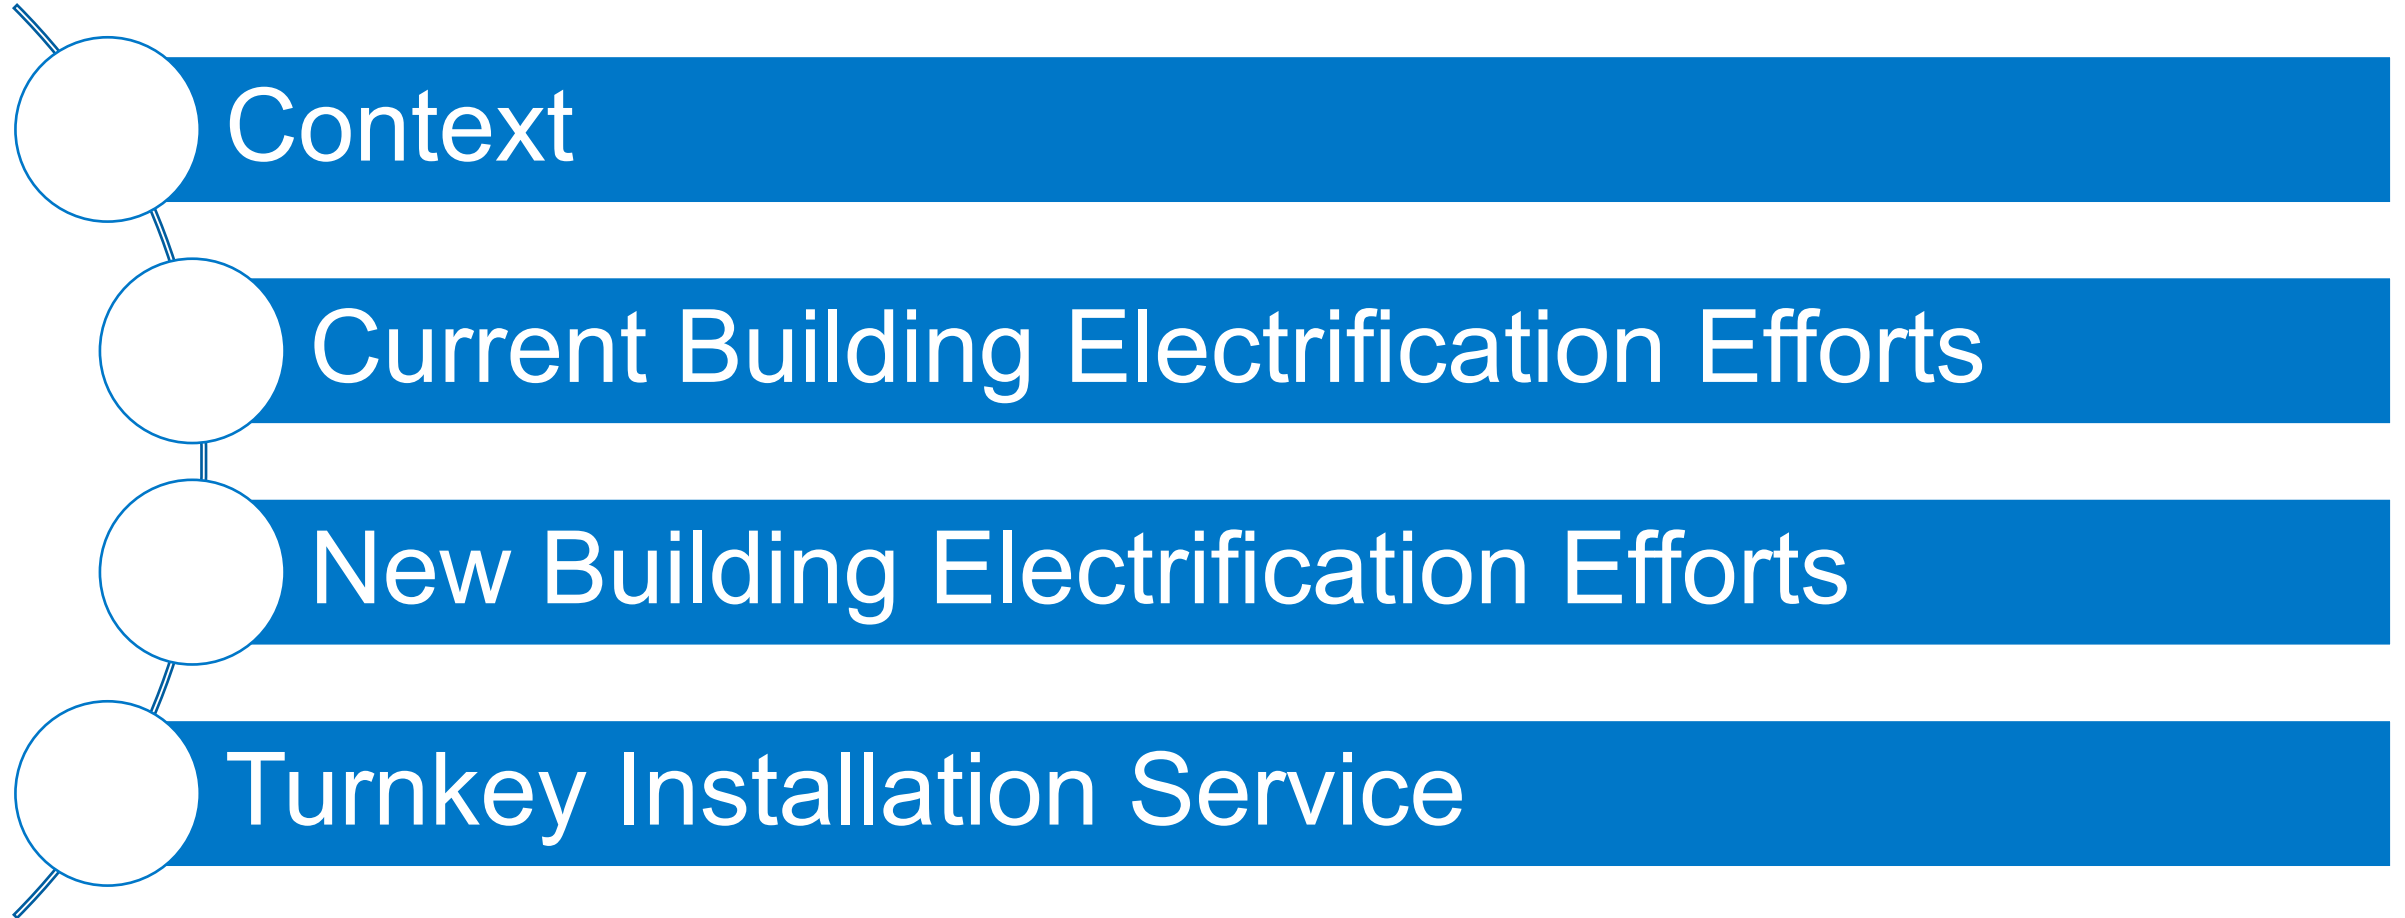 Context
Current Building Electrification Efforts
New Building Electrification Efforts
Turnkey Installation Service